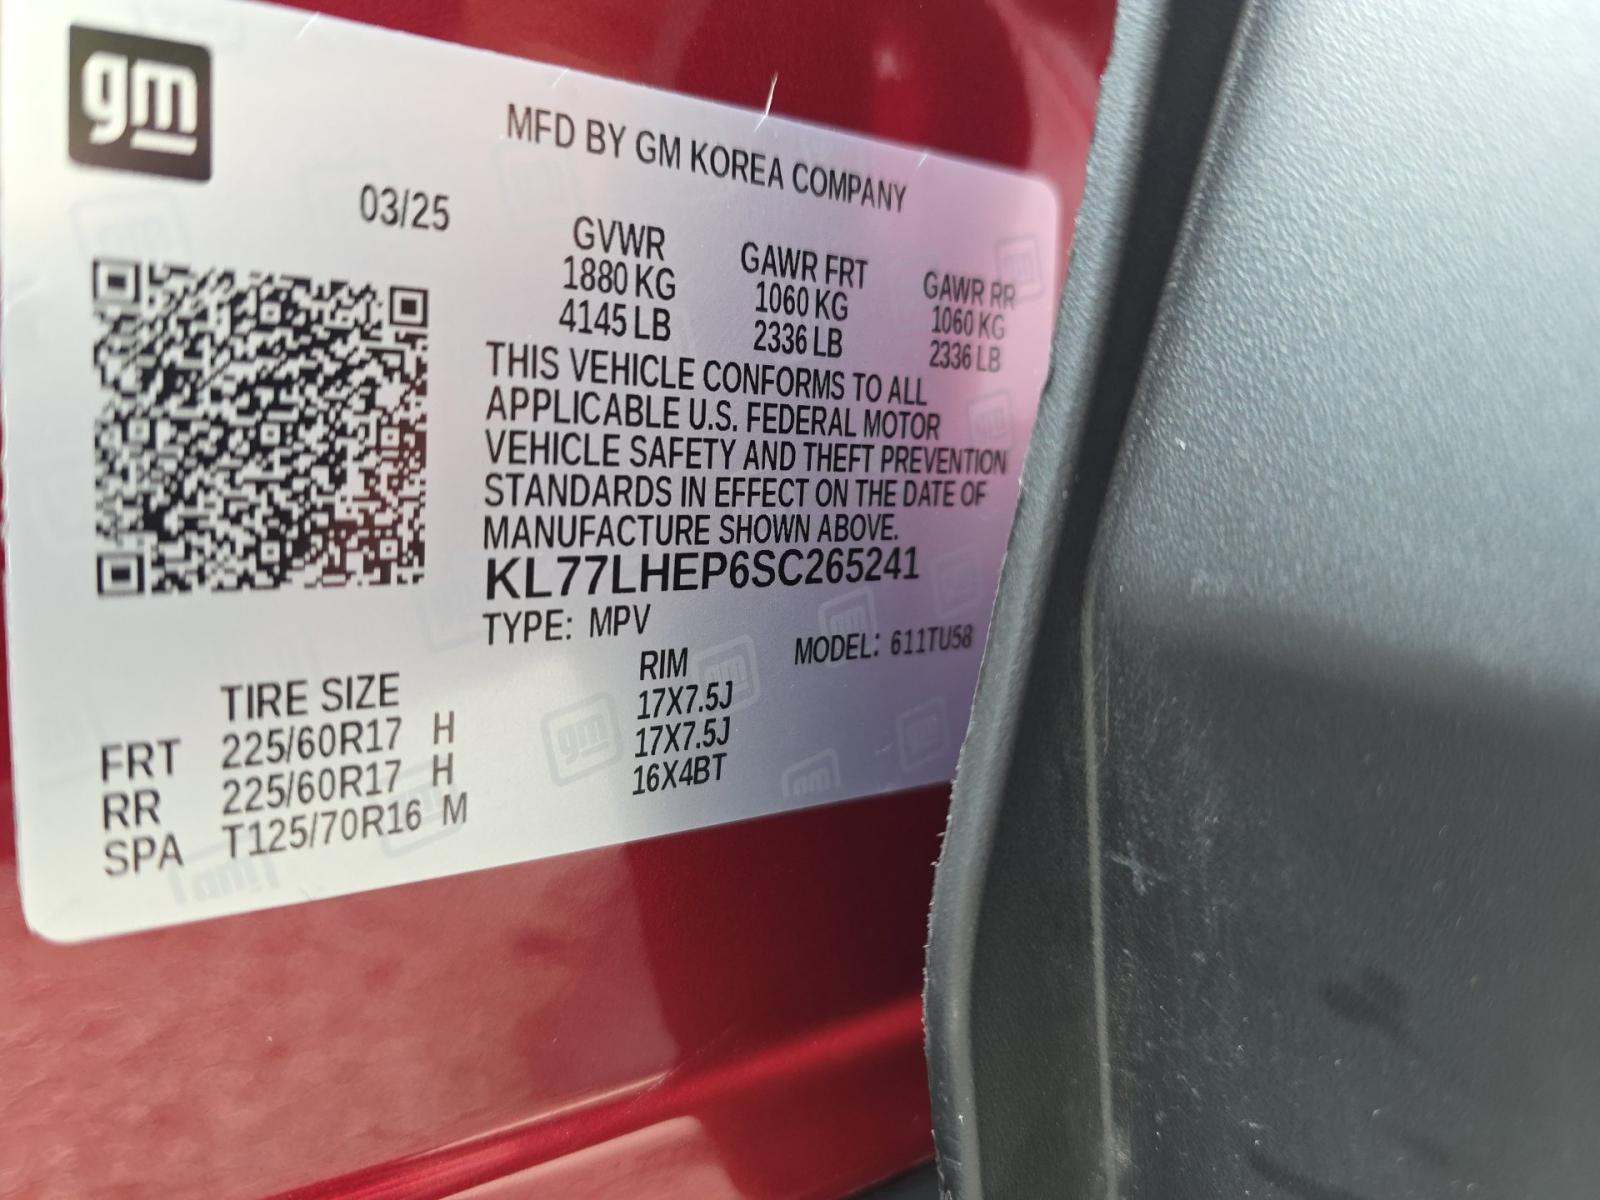 gm
MFD BY GM KOREA COMPANY
03/25
GVWR GAWR FRT GAWR RR
1880 KG 1060 KG 1060 KG
4145 LB 2336 LB 2336 LB
THIS VEHICLE CONFORMS TO ALL
APPLICABLE U.S. FEDERAL MOTOR
VEHICLE SAFETY AND THEFT PREVENTION
STANDARDS IN EFFECT ON THE DATE OF
MANUFACTURE SHOWN ABOVE.
KL77LHEP6SC265241
TYPE: MPV MODEL: 611TU58
TIRE SIZE RIM
FRT 225/60R17 H 17X7.5J
RR 225/60R17 H 17X7.5J
SPA T125/70R16 M 16X4BT